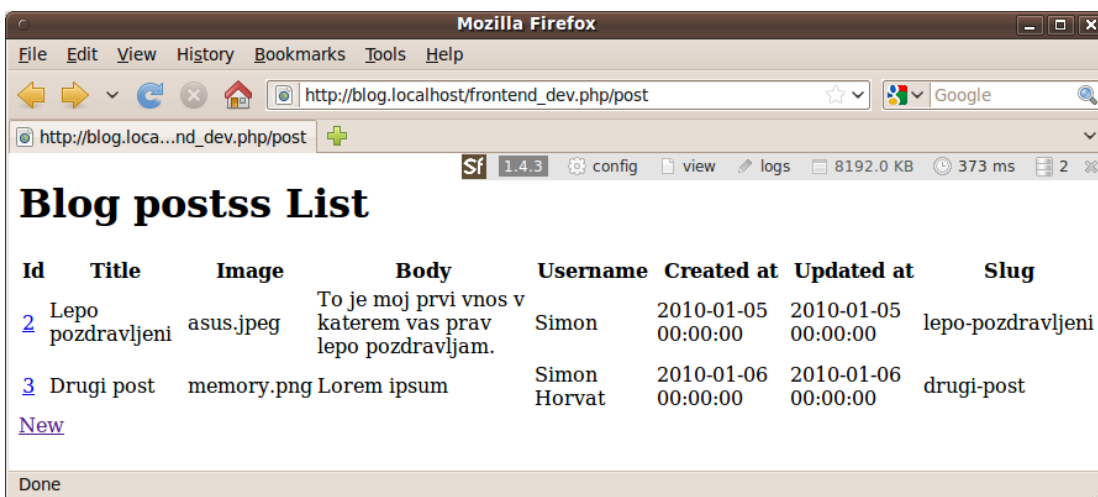 Mozilla Firefox
File Edit View History Bookmarks Tools Help
http://blog.localhost/frontend_dev.php/post Google
http://blog.loca...nd_dev.php/post
Sf 1.4.3 config view logs 8192.0 KB 373 ms 2
Blog postss List
Id Title Image Body Username Created at Updated at Slug
2 Lepo pozdravljeni asus.jpeg To je moj prvi vnos v katerem vas prav lepo pozdravljam. Simon 2010-01-05 00:00:00 2010-01-05 00:00:00 lepo-pozdravljeni
3 Drugi post memory.png Lorem ipsum Simon Horvat 2010-01-06 00:00:00 2010-01-06 00:00:00 drugi-post
New
Done